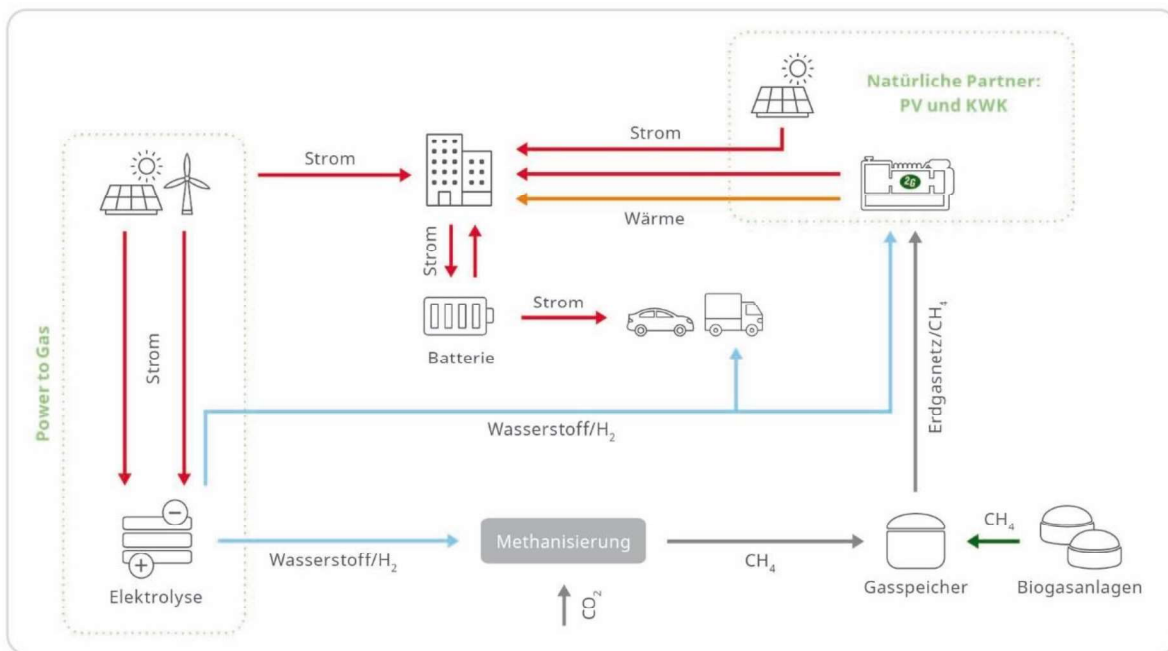 Natürliche Partner:
PV und KWK
Strom
Strom
2G
Wärme
Strom
Strom
Batterie
Power to Gas
Strom
Erdgasnetz/CH₄
Wasserstoff/H₂
CH₄
Methanisierung
Wasserstoff/H₂
CH₄
Elektrolyse
Gasspeicher
Biogasanlagen
CO₂